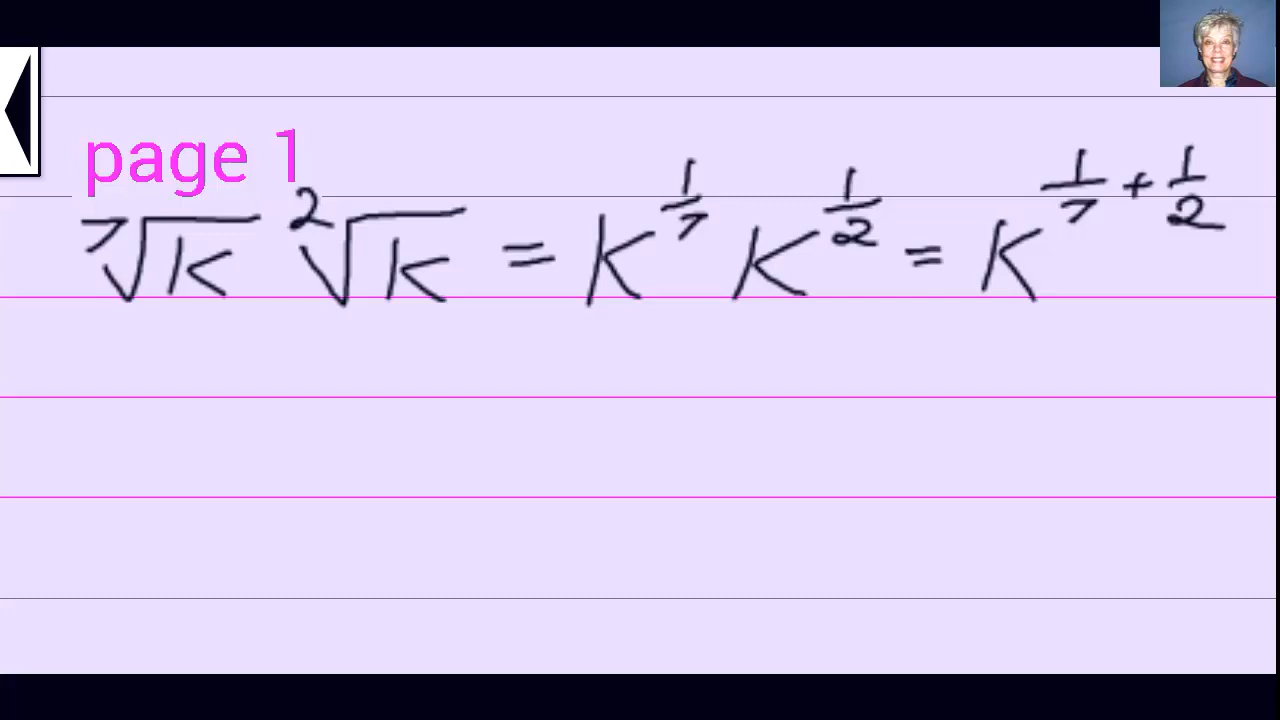 page 1
⁷√K ²√K = K^(1/7) K^(1/2) = K^(1/7 + 1/2)